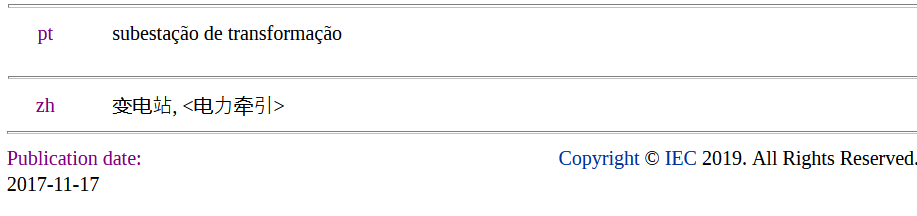 pt subestação de transformação
zh 变电站, <电力牵引>
Publication date: Copyright © IEC 2019. All Rights Reserved.
2017-11-17